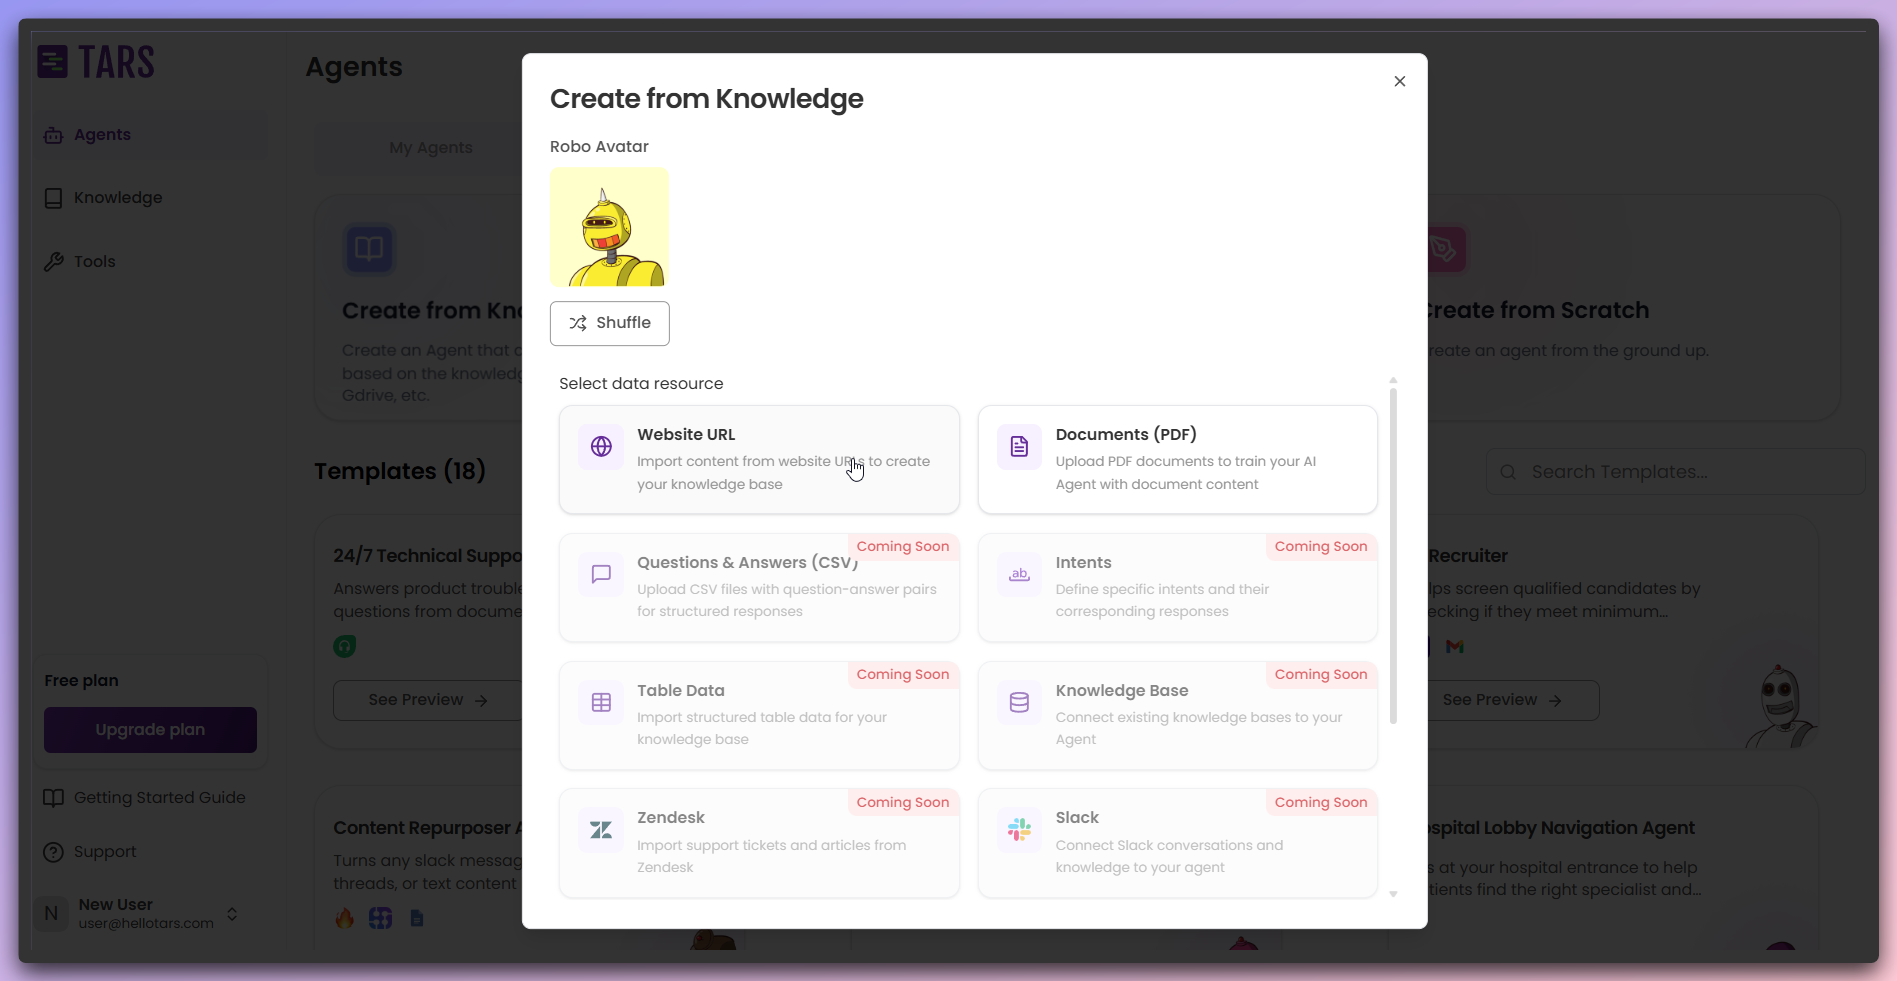 TARS
Agents
Knowledge
Tools
Free plan
Upgrade plan
Getting Started Guide
Support
N
New User
user@hellotars.com
Agents
My Agents
Create from Kn
Create an Agent that
based on the knowledg
Gdrive, etc.
Create from Scratch
reate an agent from the ground up.
Templates (18)
Search Templates...
24/7 Technical Suppo
Answers product trouble
questions from docume
See Preview
Recruiter
lps screen qualified candidates by
ecking if they meet minimum...
See Preview
Content Repurposer A
Turns any slack messag
threads, or text content
spital Lobby Navigation Agent
s at your hospital entrance to help
tients find the right specialist and...
Create from Knowledge
Robo Avatar
Shuffle
Select data resource
Website URL
Import content from website URLs to create
your knowledge base
Documents (PDF)
Upload PDF documents to train your AI
Agent with document content
Coming Soon
Questions & Answers (CSV)
Upload CSV files with question-answer pairs
for structured responses
Coming Soon
Intents
ab
Define specific intents and their
corresponding responses
Coming Soon
Table Data
Import structured table data for your
knowledge base
Coming Soon
Knowledge Base
Connect existing knowledge bases to your
Agent
Coming Soon
Zendesk
Import support tickets and articles from
Zendesk
Coming Soon
Slack
Connect Slack conversations and
knowledge to your agent